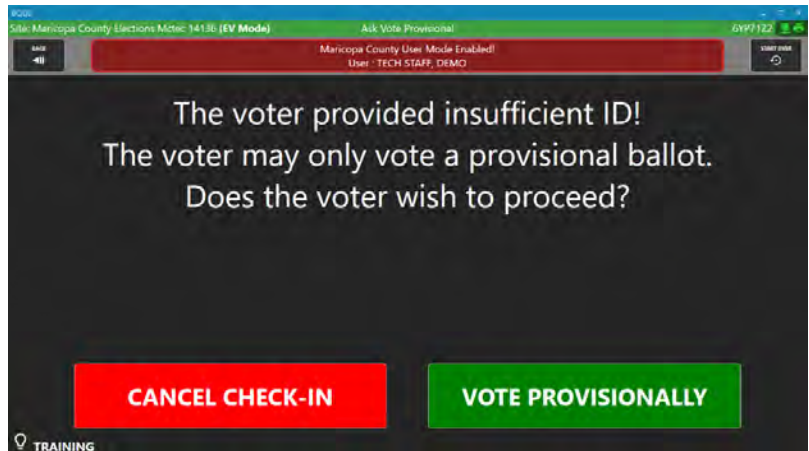 Site: Maricopa County Elections Mctec 14136 (EV Mode)
Ask Vote Provisional
6YP7122
BACK
Maricopa County User Mode Enabled!
User : TECH STAFF, DEMO
START OVER
The voter provided insufficient ID!
The voter may only vote a provisional ballot.
Does the voter wish to proceed?
CANCEL CHECK-IN
VOTE PROVISIONALLY
TRAINING